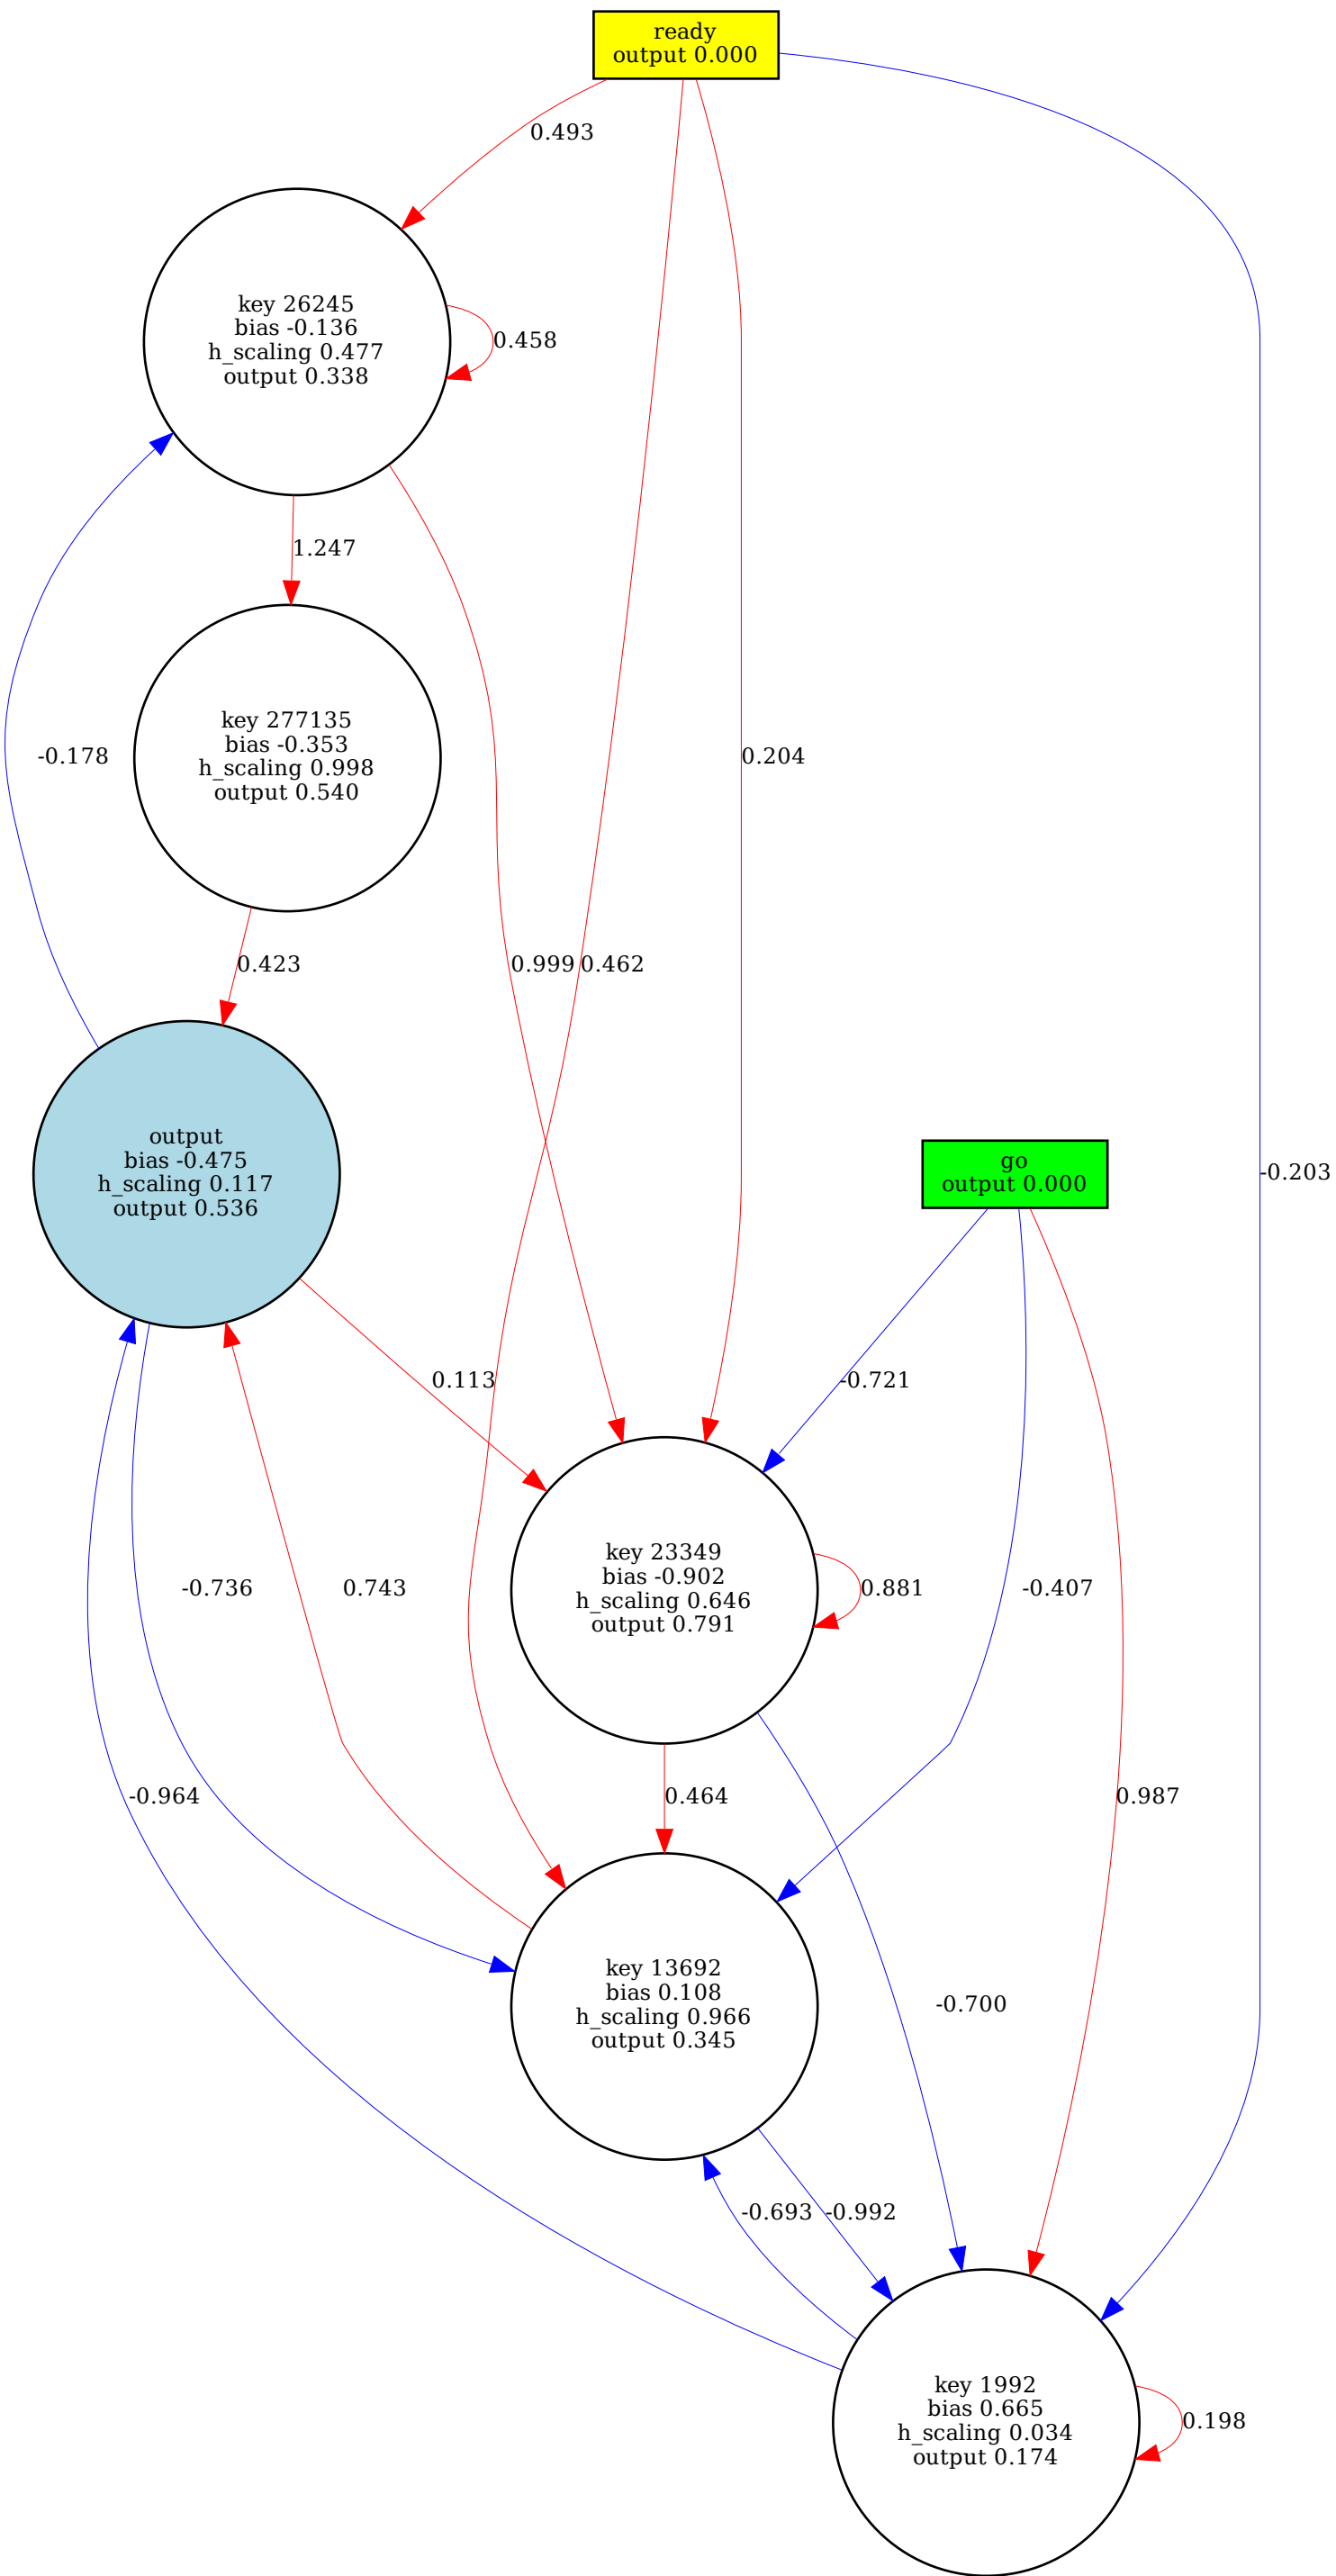 ready
output 0.000
0.493
key 26245
bias -0.136
h_scaling 0.477
output 0.338
0.458
1.247
key 277135
bias -0.353
h_scaling 0.998
output 0.540
-0.178
0.204
0.423
0.999
0.462
output
bias -0.475
h_scaling 0.117
output 0.536
go
output 0.000
-0.203
0.113
-0.721
key 23349
bias -0.902
h_scaling 0.646
output 0.791
-0.736
0.743
0.881
-0.407
-0.964
0.464
0.987
key 13692
bias 0.108
h_scaling 0.966
output 0.345
-0.700
-0.693
-0.992
key 1992
bias 0.665
h_scaling 0.034
output 0.174
0.198